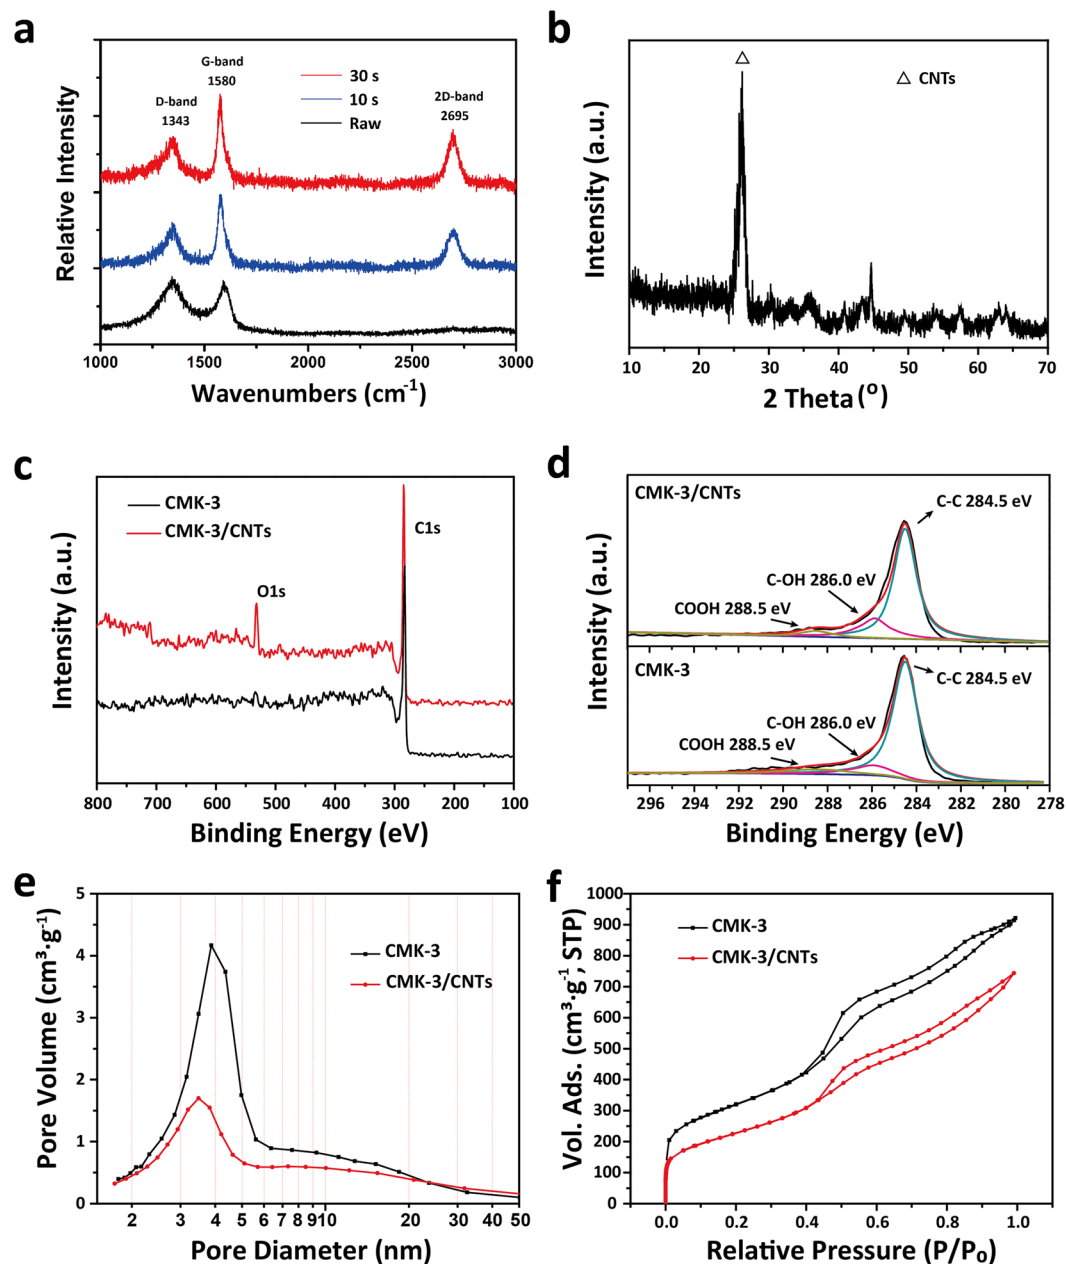 a
D-band
1343
G-band
1580
2D-band
2695
30 s
10 s
Raw
Relative Intensity
1000 1500 2000 2500 3000
Wavenumbers (cm⁻¹)
b
△
△ CNTs
Intensity (a.u.)
10 20 30 40 50 60 70
2 Theta (°)
c
CMK-3
CMK-3/CNTs
O1s
C1s
Intensity (a.u.)
800 700 600 500 400 300 200 100
Binding Energy (eV)
d
CMK-3/CNTs
C-C 284.5 eV
C-OH 286.0 eV
COOH 288.5 eV
CMK-3
C-C 284.5 eV
C-OH 286.0 eV
COOH 288.5 eV
Intensity (a.u.)
296 294 292 290 288 286 284 282 280 278
Binding Energy (eV)
e
CMK-3
CMK-3/CNTs
Pore Volume (cm³·g⁻¹)
5
4
3
2
1
0
2 3 4 5 6 7 8 9 10 20 30 40 50
Pore Diameter (nm)
f
CMK-3
CMK-3/CNTs
Vol. Ads. (cm³·g⁻¹, STP)
1000
900
800
700
600
500
400
300
200
100
0
0.0 0.2 0.4 0.6 0.8 1.0
Relative Pressure (P/P₀)